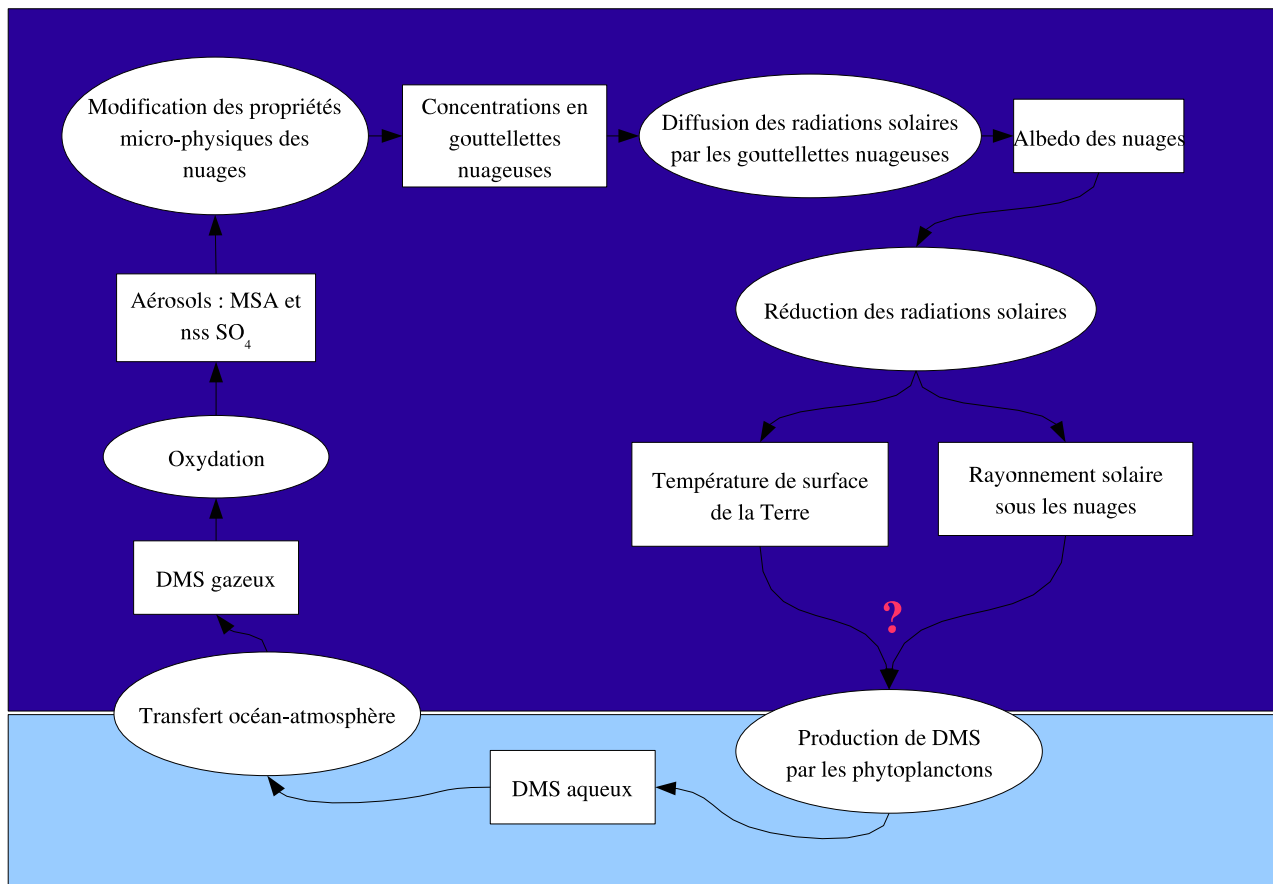 Modification des propriétés
micro-physiques des
nuages
Concentrations en
gouttellettes
nuageuses
Diffusion des radiations solaires
par les gouttellettes nuageuses
Albedo des nuages
Réduction des radiations solaires
Aérosols : MSA et
nss SO₄
Oxydation
Température de surface
de la Terre
Rayonnement solaire
sous les nuages
DMS gazeux
?
Transfert océan-atmosphère
Production de DMS
par les phytoplanctons
DMS aqueux